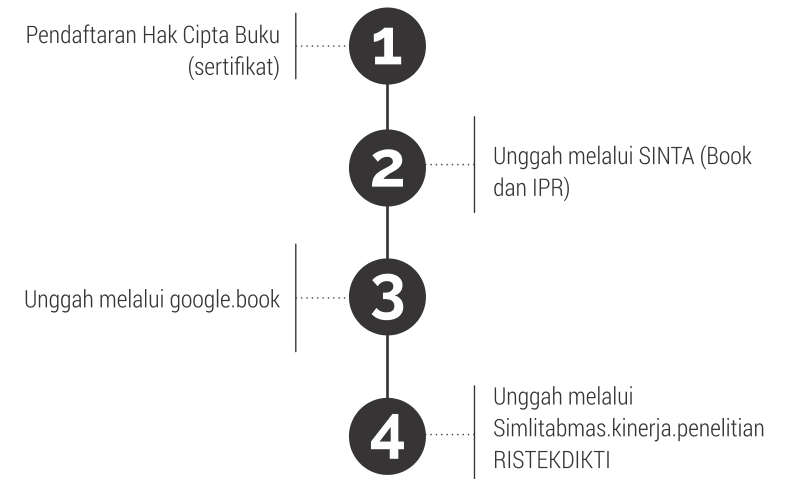 Pendaftaran Hak Cipta Buku
(sertifikat)
1
2
Unggah melalui SINTA (Book
dan IPR)
Unggah melalui google.book
3
4
Unggah melalui
Simlitabmas.kinerja.penelitian
RISTEKDIKTI